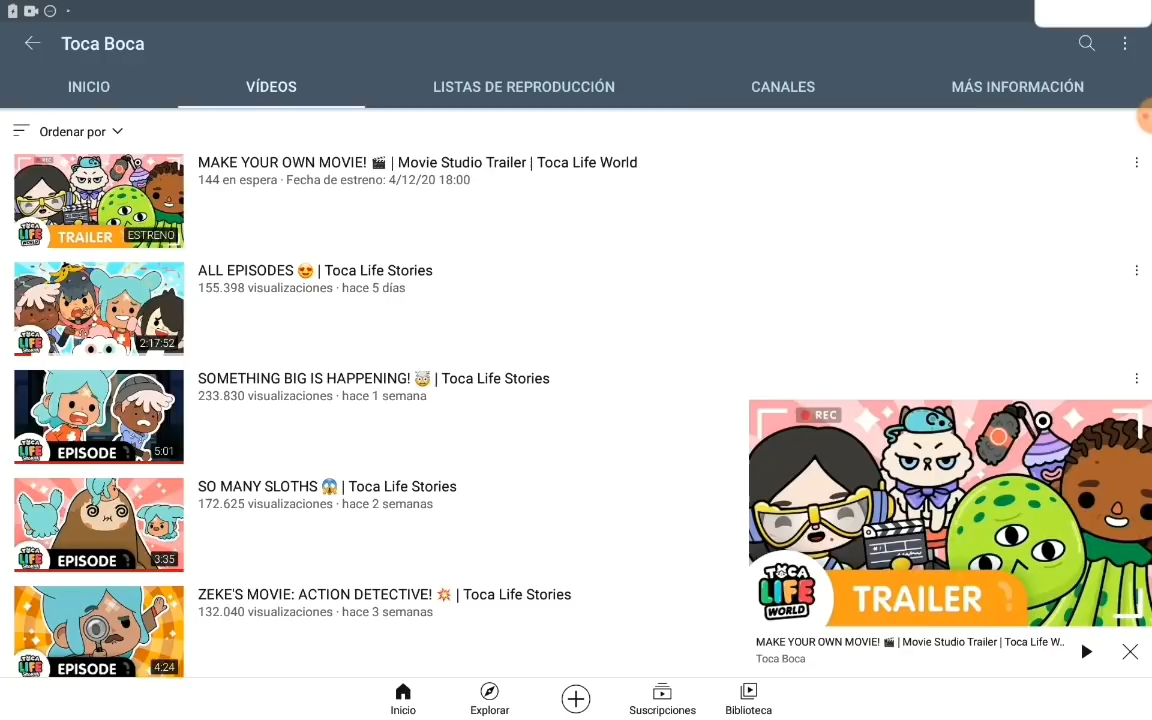 Toca Boca
INICIO
VÍDEOS
LISTAS DE REPRODUCCIÓN
CANALES
MÁS INFORMACIÓN
Ordenar por
MAKE YOUR OWN MOVIE! 🎬 | Movie Studio Trailer | Toca Life World
144 en espera · Fecha de estreno: 4/12/20 18:00
TOCA LIFE WORLD
TRAILER
ESTRENO
ALL EPISODES 😍 | Toca Life Stories
155.398 visualizaciones · hace 5 días
2:17:52
SOMETHING BIG IS HAPPENING! 🤯 | Toca Life Stories
233.830 visualizaciones · hace 1 semana
EPISODE
5:01
SO MANY SLOTHS 😱 | Toca Life Stories
172.625 visualizaciones · hace 2 semanas
EPISODE
3:35
ZEKE'S MOVIE: ACTION DETECTIVE! 💥 | Toca Life Stories
132.040 visualizaciones · hace 3 semanas
EPISODE
4:24
REC
TOCA
LIFE
WORLD
TRAILER
MAKE YOUR OWN MOVIE! 🎬 | Movie Studio Trailer | Toca Life W..
Toca Boca
Inicio
Explorar
Suscripciones
Biblioteca